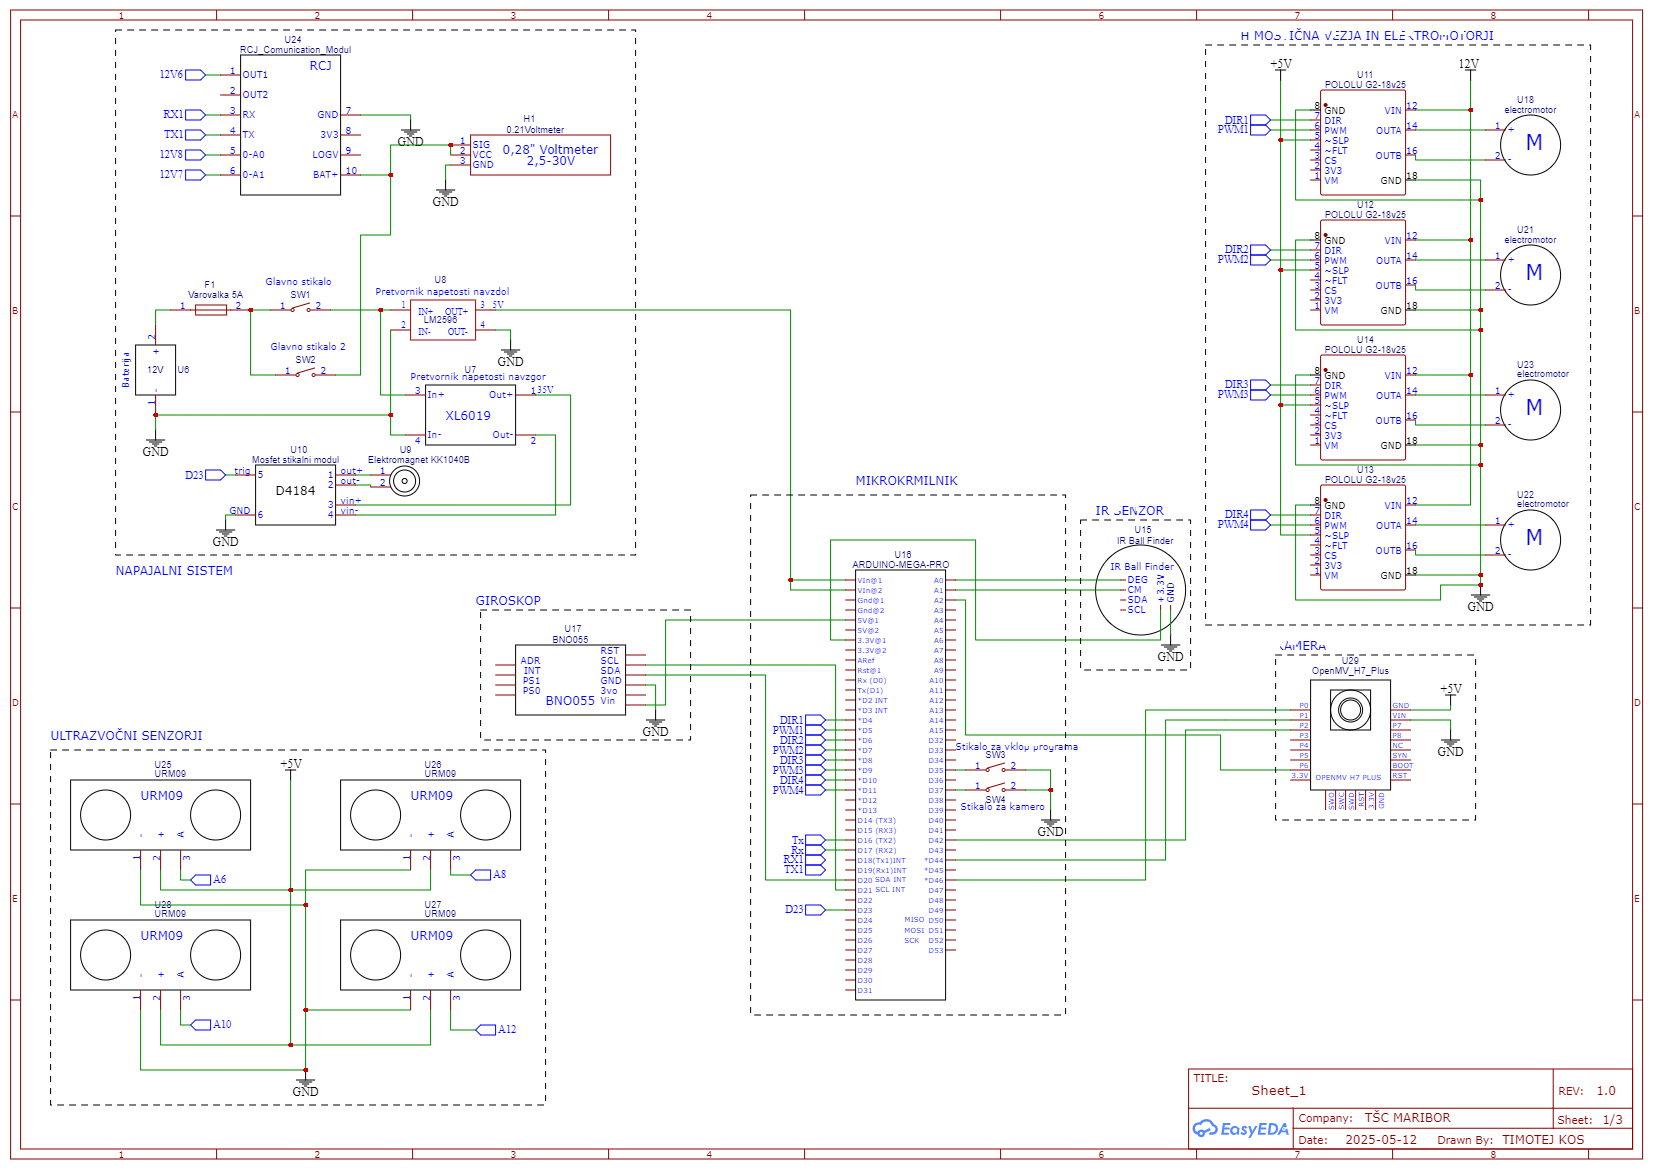 NAPAJALNI SISTEM
U24
RCJ_Comunication_Modul
RCJ
12V6
1 OUT1
2 OUT2
RX1
3 RX
TX1
4 TX
12V8
5 0-A0
12V7
6 0-A1
GND 7
3V3 8
LOGV 9
BAT+ 10
GND
H1
0.21Voltmeter
1 SIG
2 VCC
3 GND
0,28" Voltmeter
2,5-30V
GND
F1
Varovalka 5A
1 2
Glavno stikalo
SW1
1 2
Glavno stikalo 2
SW2
1 2
U8
Pretvornik napetosti navzdol
1 IN+ OUT+ 3 5V
LM2596
2 IN- OUT- 4
GND
Baterija
2
+
12V
U6
-
1
GND
U7
Pretvornik napetosti navzgor
3 In+ Out+ 1 35V
XL6019
4 In- Out- 2
U10
Mosfet stikalni modul
D23
trig 5
D4184
1 out+
2 out-
3 vin+
4 vin-
GND 6
GND
U9
Elektromagnet KK1040B
1
2
GIROSKOP
U17
BNO055
ADR
INT
PS1
PS0
RST
SCL
SDA
GND
3vo
Vin
BNO055
GND
ULTRAZVOČNI SENZORJI
+5V
U25
URM09
URM09
- + A
1 2 3
A6
U26
URM09
URM09
- + A
1 2 3
A8
U28
URM09
URM09
- + A
1 2 3
A10
U27
URM09
URM09
- + A
1 2 3
A12
GND
MIKROKRMILNIK
U16
ARDUINO-MEGA-PRO
VIn@1
VIn@2
Gnd@1
Gnd@2
5V@1
5V@2
3.3V@1
3.3V@2
ARef
Rst@1
Rx (D0)
Tx(D1)
*D2 INT
*D3 INT
*D4
*D5
*D6
*D7
*D8
*D9
*D10
*D11
*D12
*D13
D14 (TX3)
D15 (RX3)
D16 (TX2)
D17 (RX2)
D18(Tx1)INT
D19(Rx1)INT
D20 SDA INT
D21 SCL INT
D22
D23
D24
D25
D26
D27
D28
D29
D30
D31
A0
A1
A2
A3
A4
A5
A6
A7
A8
A9
A10
A11
A12
A13
A14
A15
D32
D33
D34
D35
D36
D37
D38
D39
D40
D41
D42
D43
*D44
*D45
*D46
D47
D48
D49
MISO D50
MOSI D51
SCK D52
D53
DIR1
PWM1
DIR2
PWM2
DIR3
PWM3
DIR4
PWM4
Tx
Rx
RX1
TX1
D23
Stikalo za vklop programa
SW3
1 2
1 2
SW4
Stikalo za kamero
GND
IR SENZOR
U15
IR Ball Finder
IR Ball Finder
DEG
CM
SDA
SCL
+3.3V
GND
GND
+5V
12V
U11
POLOLU G2-18v25
DIR1
PWM1
8 GND
7 DIR
6 PWM
5 ~SLP
4 ~FLT
3 CS
2 3V3
1 VM
VIN 12
OUTA 14
OUTB 16
GND 18
U18
electromotor
1 +
M
2 -
U12
POLOLU G2-18v25
DIR2
PWM2
8 GND
7 DIR
6 PWM
5 ~SLP
4 ~FLT
3 CS
2 3V3
1 VM
VIN 12
OUTA 14
OUTB 16
GND 18
U21
electromotor
1 +
M
2 -
U14
POLOLU G2-18v25
DIR3
PWM3
8 GND
7 DIR
6 PWM
5 ~SLP
4 ~FLT
3 CS
2 3V3
1 VM
VIN 12
OUTA 14
OUTB 16
GND 18
U23
electromotor
1 +
M
2 -
U13
POLOLU G2-18v25
DIR4
PWM4
8 GND
7 DIR
6 PWM
5 ~SLP
4 ~FLT
3 CS
2 3V3
1 VM
VIN 12
OUTA 14
OUTB 16
GND 18
U22
electromotor
1 +
M
2 -
GND
KAMERA
U29
OpenMV_H7_Plus
P0
P1
P2
P3
P4
P5
P6
3.3V
GND
VIN
P7
P8
NC
SYN
BOOT
RST
OPENMV H7 PLUS
SWO
SWC
SWD
RST
3.3V
GND
+5V
GND
TITLE:
Sheet_1
REV: 1.0
EasyEDA
Company: TŠC MARIBOR
Sheet: 1/3
Date: 2025-05-12
Drawn By: TIMOTEJ KOS
1 2 3 4 6 7 8
A B C D E